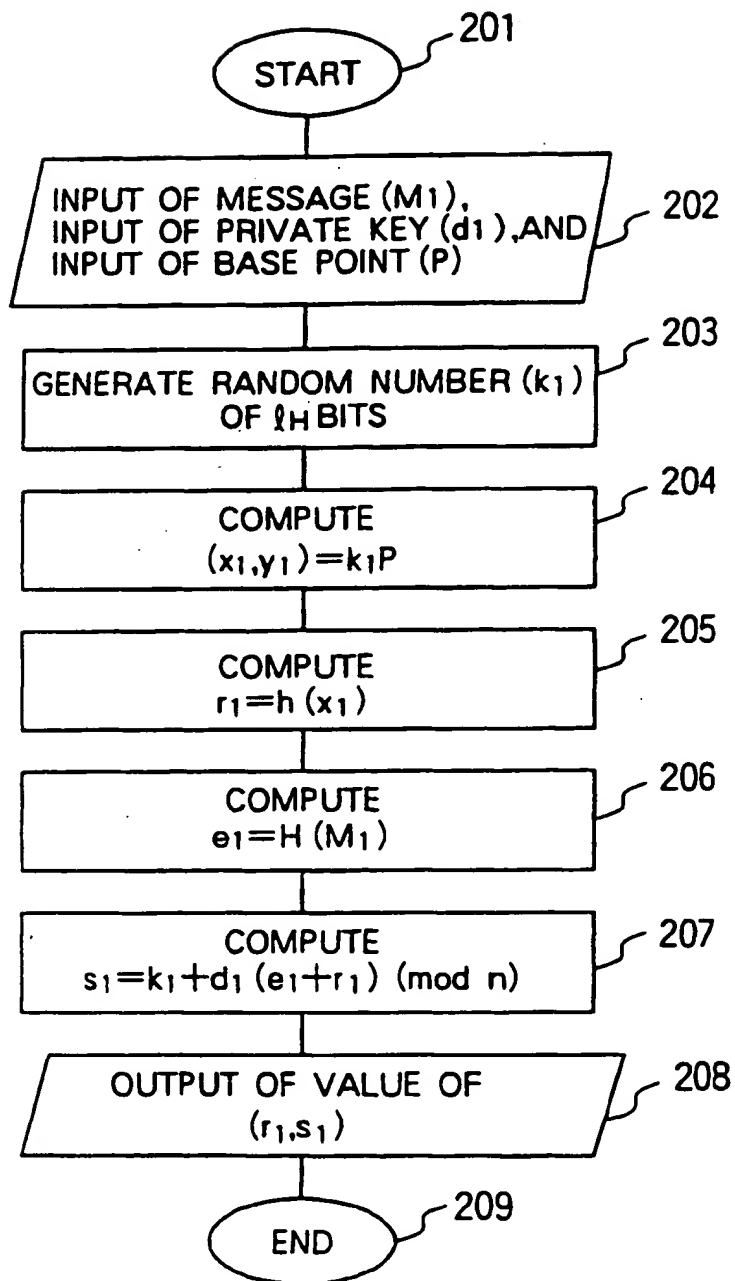 201
START
INPUT OF MESSAGE (M1),
INPUT OF PRIVATE KEY (d1), AND
INPUT OF BASE POINT (P)
202
203
GENERATE RANDOM NUMBER (k1)
OF ℓH BITS
204
COMPUTE
(x1,y1)=k1P
205
COMPUTE
r1=h (x1)
206
COMPUTE
e1=H (M1)
207
COMPUTE
s1=k1+d1 (e1+r1) (mod n)
208
OUTPUT OF VALUE OF
(r1,s1)
209
END